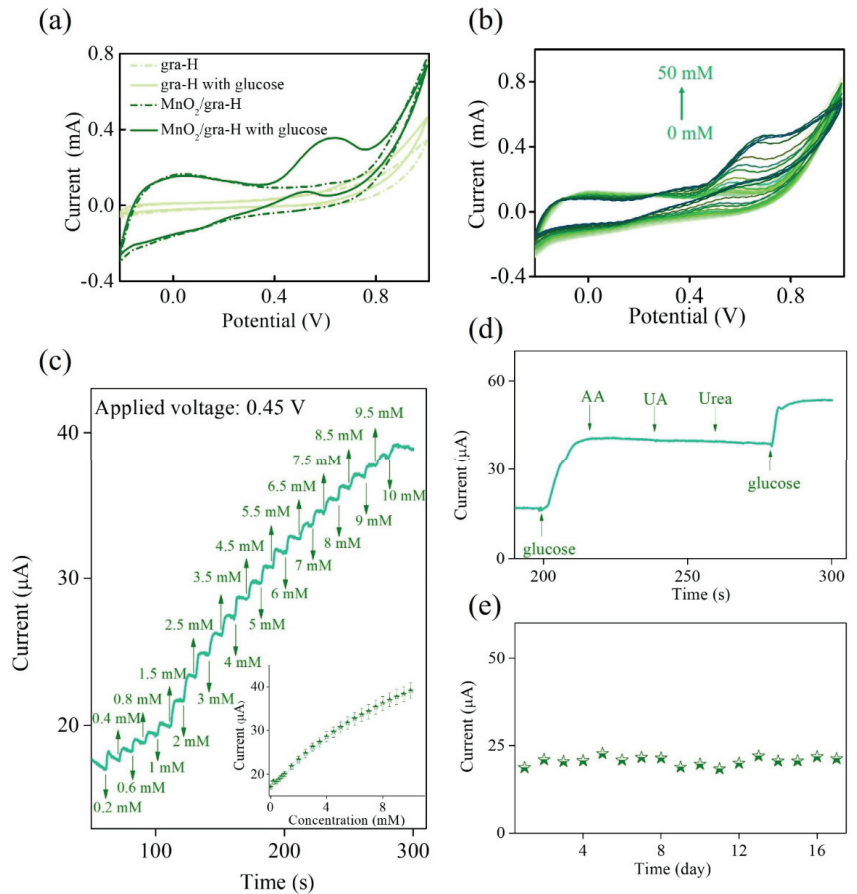 (a)
0.8
0.4
0.0
-0.4
Current (mA)
gra-H
gra-H with glucose
MnO₂/gra-H
MnO₂/gra-H with glucose
0.0 0.4 0.8
Potential (V)
(b)
0.8
0.4
0.0
-0.4
Current (mA)
50 mM
0 mM
0.0 0.4 0.8
Potential (V)
(c)
Applied voltage: 0.45 V
40
30
20
Current (μA)
9.5 mM
8.5 mM
7.5 mM
10 mM
6.5 mM
9 mM
5.5 mM
8 mM
4.5 mM
7 mM
3.5 mM
6 mM
2.5 mM
5 mM
1.5 mM
4 mM
0.8 mM
3 mM
0.4 mM
2 mM
1 mM
0.6 mM
0.2 mM
40
30
20
Current (μA)
0 4 8
Concentration (mM)
100 200 300
Time (s)
(d)
60
30
0
Current (μA)
AA UA Urea
glucose
glucose
200 250 300
Time (s)
(e)
60
25
0
Current (μA)
4 8 12 16
Time (day)